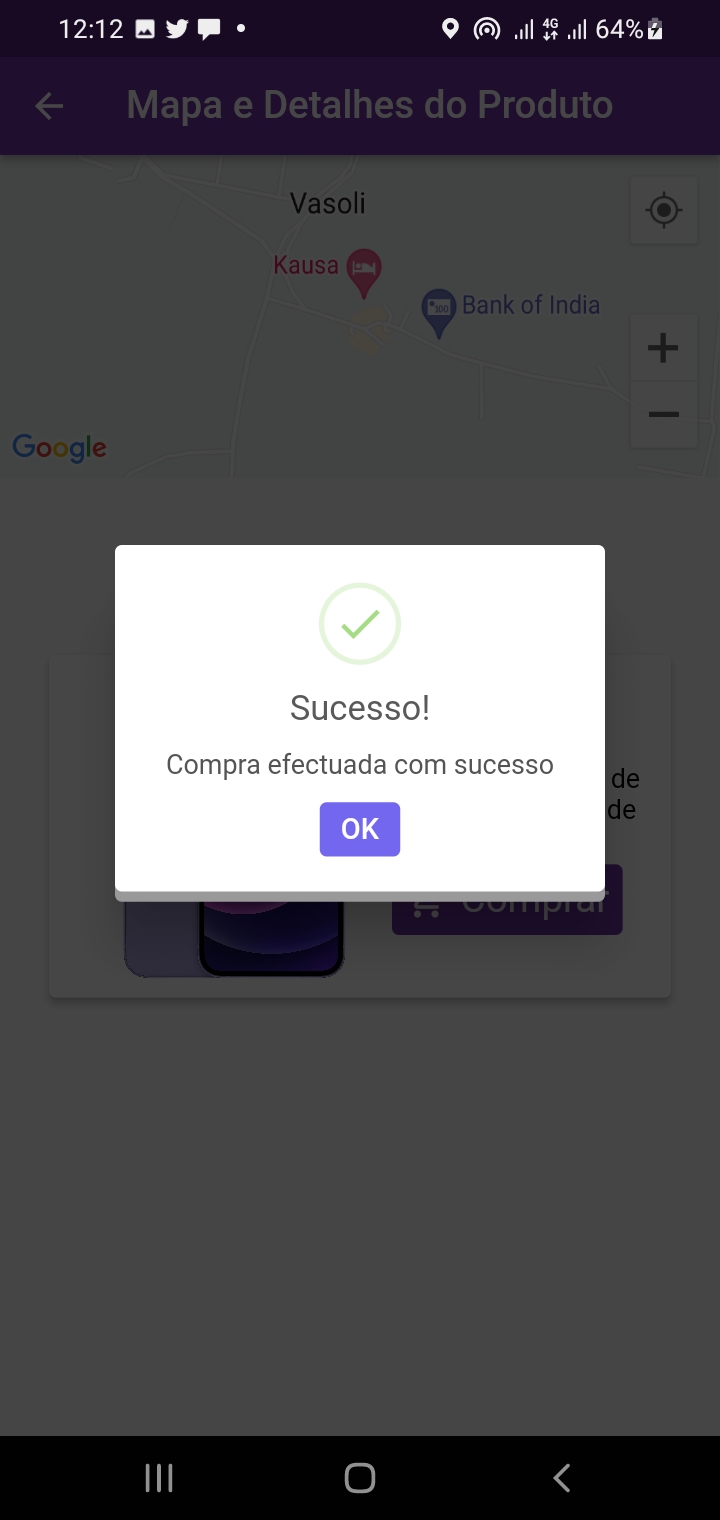 12:12
4G
64%
Mapa e Detalhes do Produto
Vasoli
Kausa
Bank of India
Google
Sucesso!
Compra efectuada com sucesso
de
de
OK
Comprar